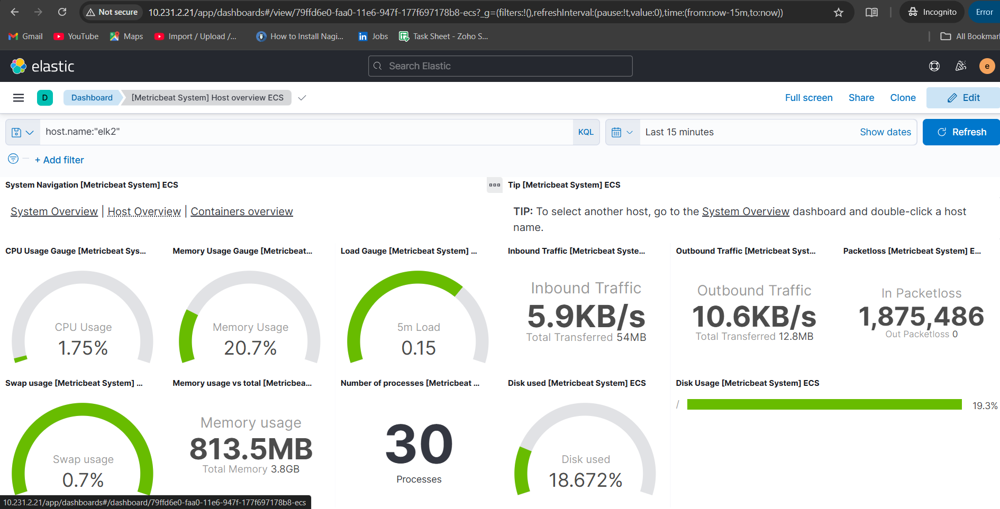 Not secure 10.231.2.21/app/dashboards#/view/79ffd6e0-faa0-11e6-947f-177f697178b8-ecs?_g=(filters:!(),refreshInterval:(pause:!t,value:0),time:(from:now-15m,to:now)) Incognito Error
Gmail YouTube Maps Import / Upload /... How to Install Nagi... Jobs Task Sheet - Zoho S... All Bookmar
elastic Search Elastic e
D Dashboard [Metricbeat System] Host overview ECS Full screen Share Clone Edit
host.name:"elk2" KQL Last 15 minutes Show dates Refresh
+ Add filter
System Navigation [Metricbeat System] ECS
Tip [Metricbeat System] ECS
System Overview | Host Overview | Containers overview
TIP: To select another host, go to the System Overview dashboard and double-click a host
name.
CPU Usage Gauge [Metricbeat Sys...
CPU Usage
1.75%
Memory Usage Gauge [Metricbeat...
Memory Usage
20.7%
Load Gauge [Metricbeat System] ...
5m Load
0.15
Inbound Traffic [Metricbeat Syste...
Inbound Traffic
5.9KB/s
Total Transferred 54MB
Outbound Traffic [Metricbeat Syst...
Outbound Traffic
10.6KB/s
Total Transferred 12.8MB
Packetloss [Metricbeat System] E...
In Packetloss
1,875,486
Out Packetloss 0
Swap usage [Metricbeat System] ...
Swap usage
0.7%
Memory usage vs total [Metricbea...
Memory usage
813.5MB
Total Memory 3.8GB
Number of processes [Metricbeat ...
30
Processes
Disk used [Metricbeat System] ECS
Disk used
18.672%
Disk Usage [Metricbeat System] ECS
/ 19.3%
10.231.2.21/app/dashboards#/dashboard/79ffd6e0-faa0-11e6-947f-177f697178b8-ecs